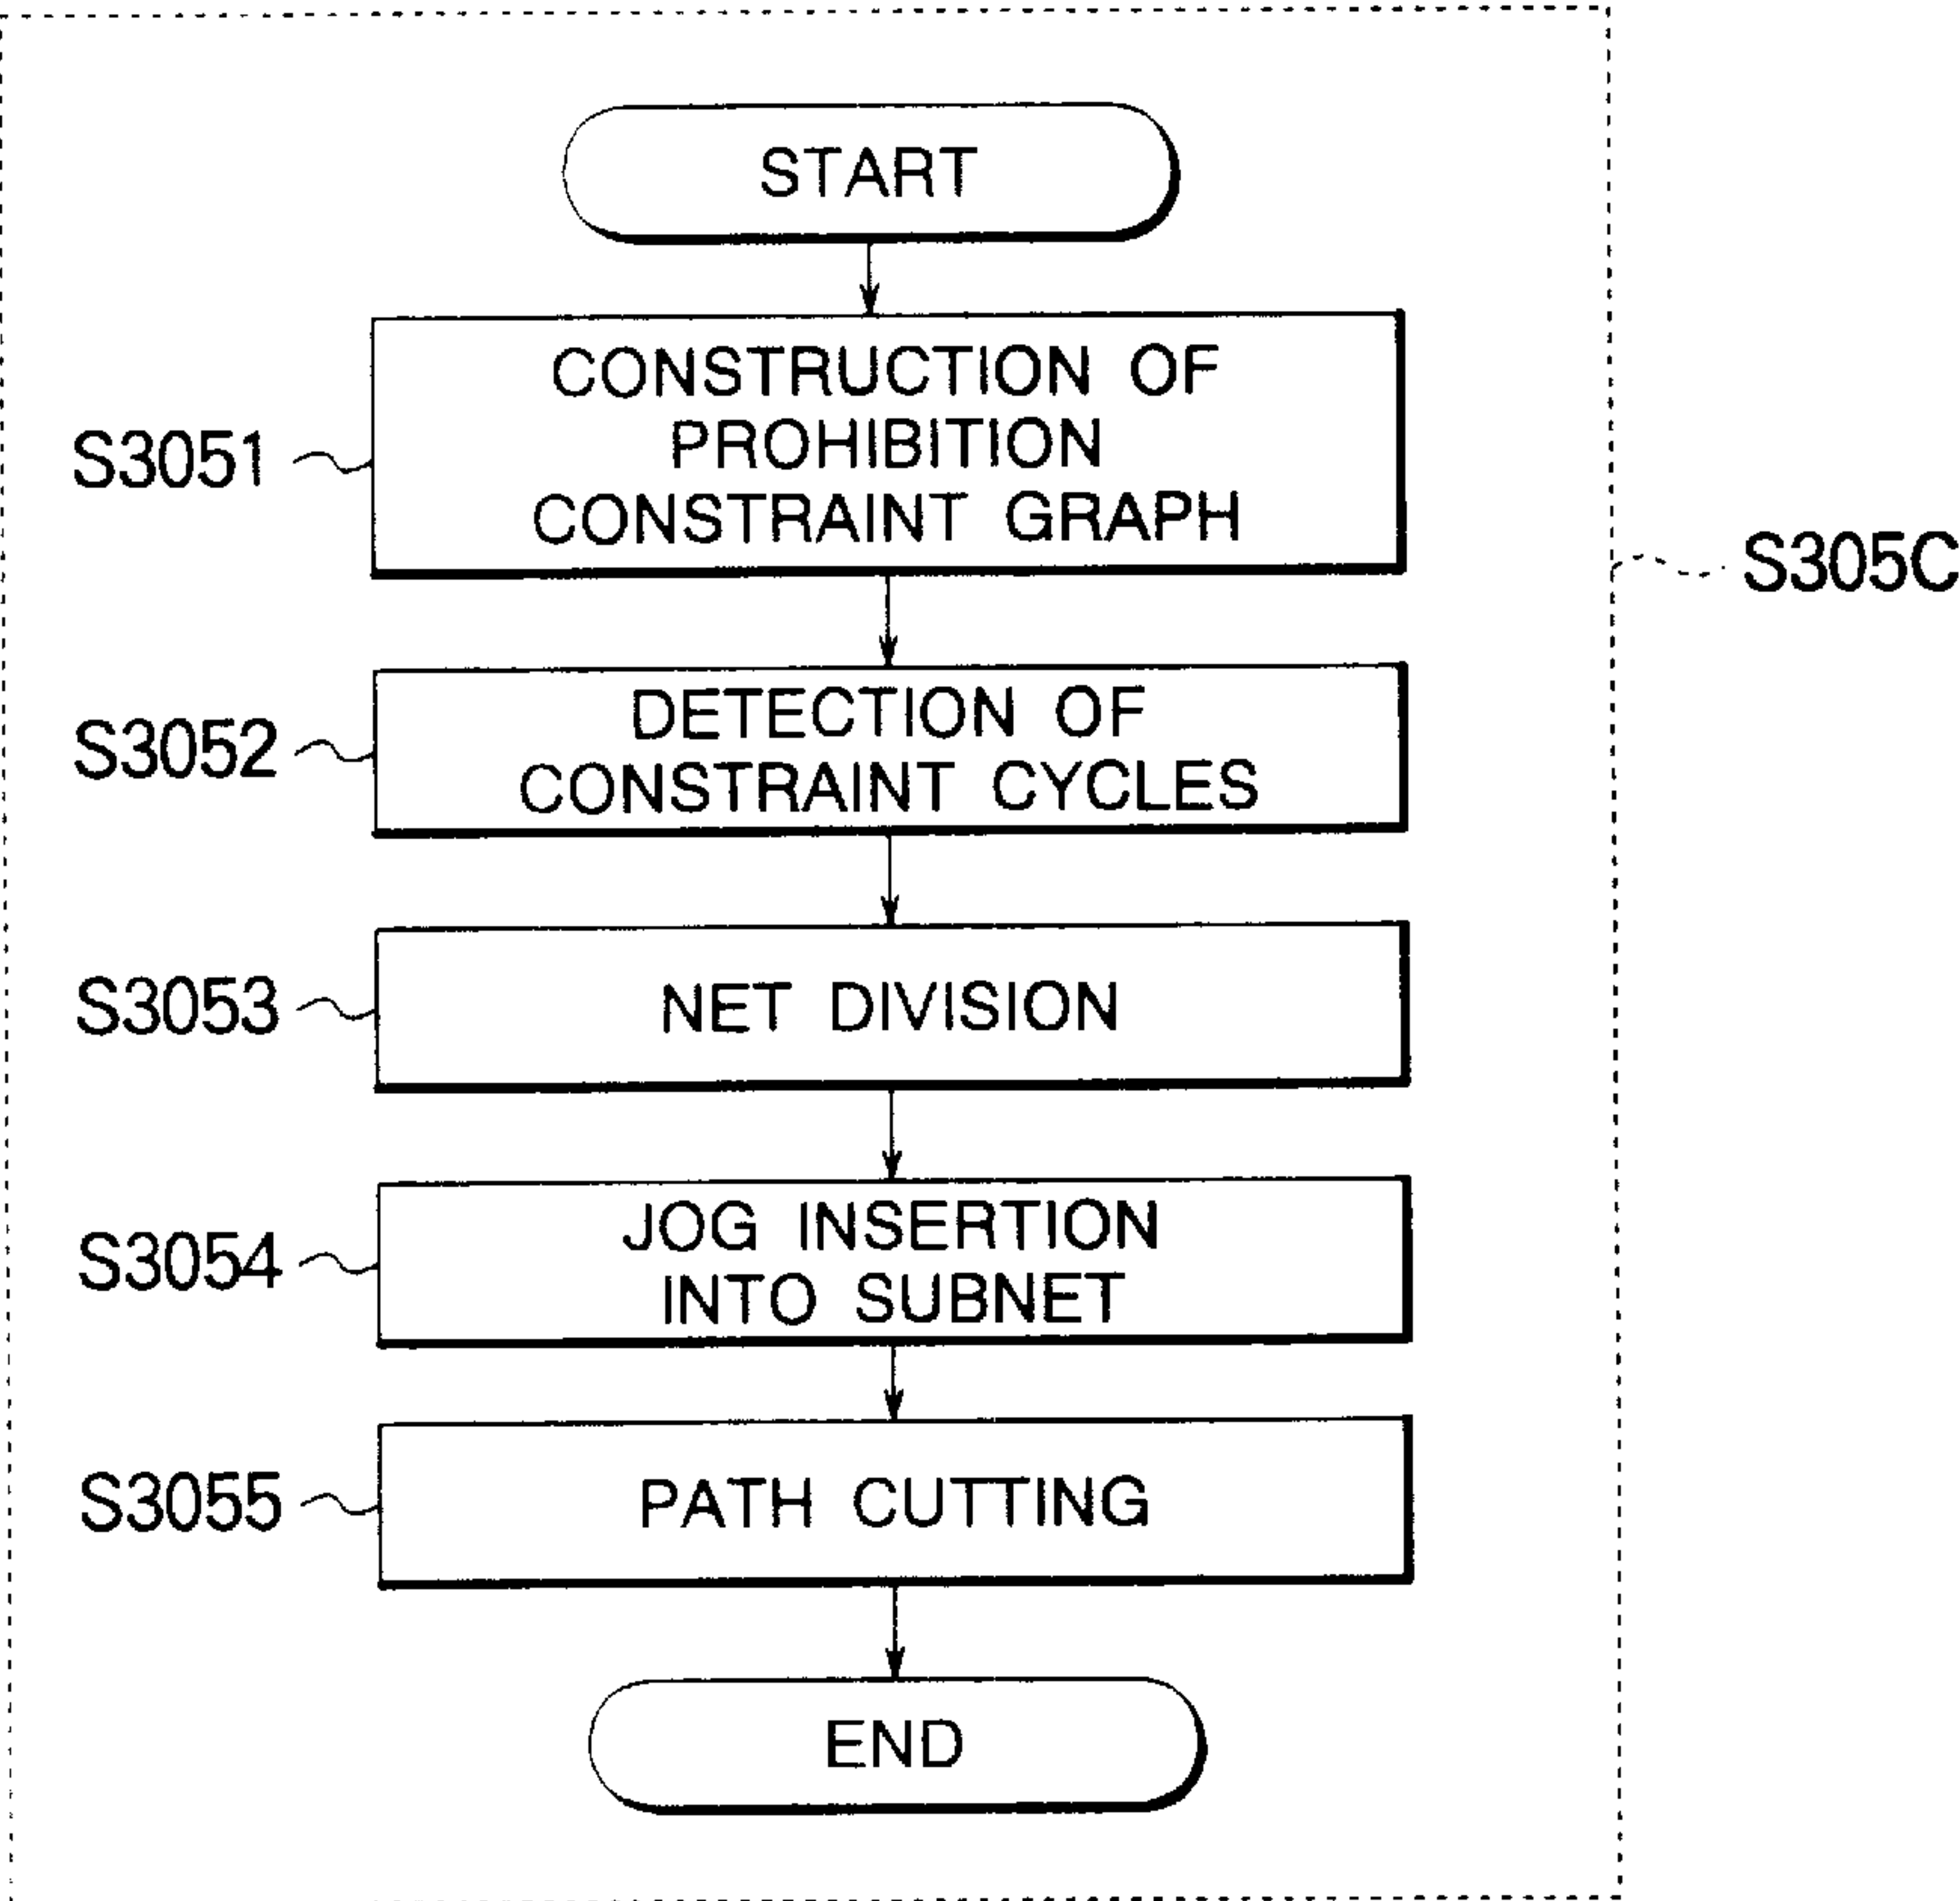 START
S3051
CONSTRUCTION OF
PROHIBITION
CONSTRAINT GRAPH
S305C
S3052
DETECTION OF
CONSTRAINT CYCLES
S3053
NET DIVISION
S3054
JOG INSERTION
INTO SUBNET
S3055
PATH CUTTING
END